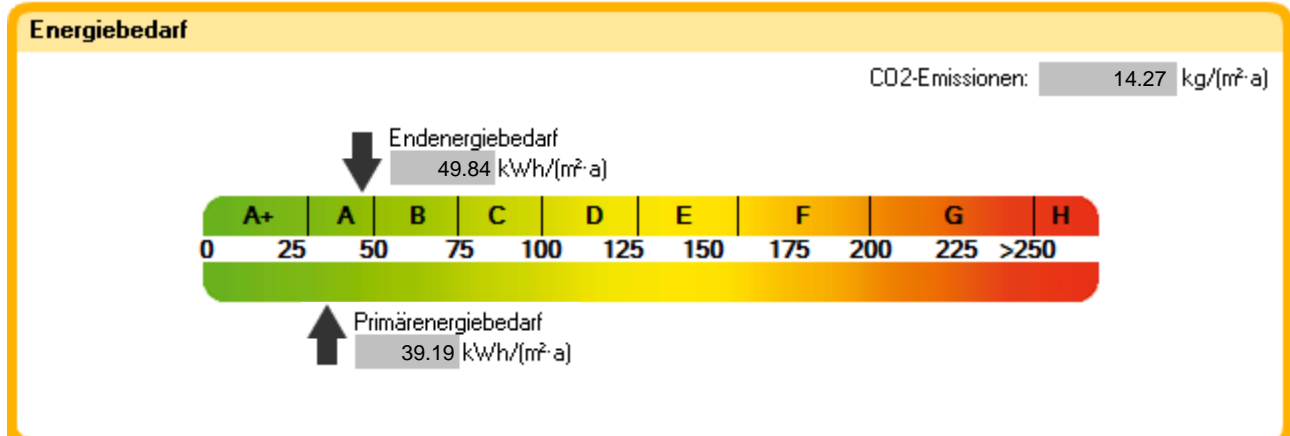 Energiebedarf
CO2-Emissionen: 14.27 kg/(m²·a)
Endenergiebedarf
49.84 kWh/(m²·a)
A+ A B C D E F G H
0 25 50 75 100 125 150 175 200 225 >250
Primärenergiebedarf
39.19 kWh/(m²·a)